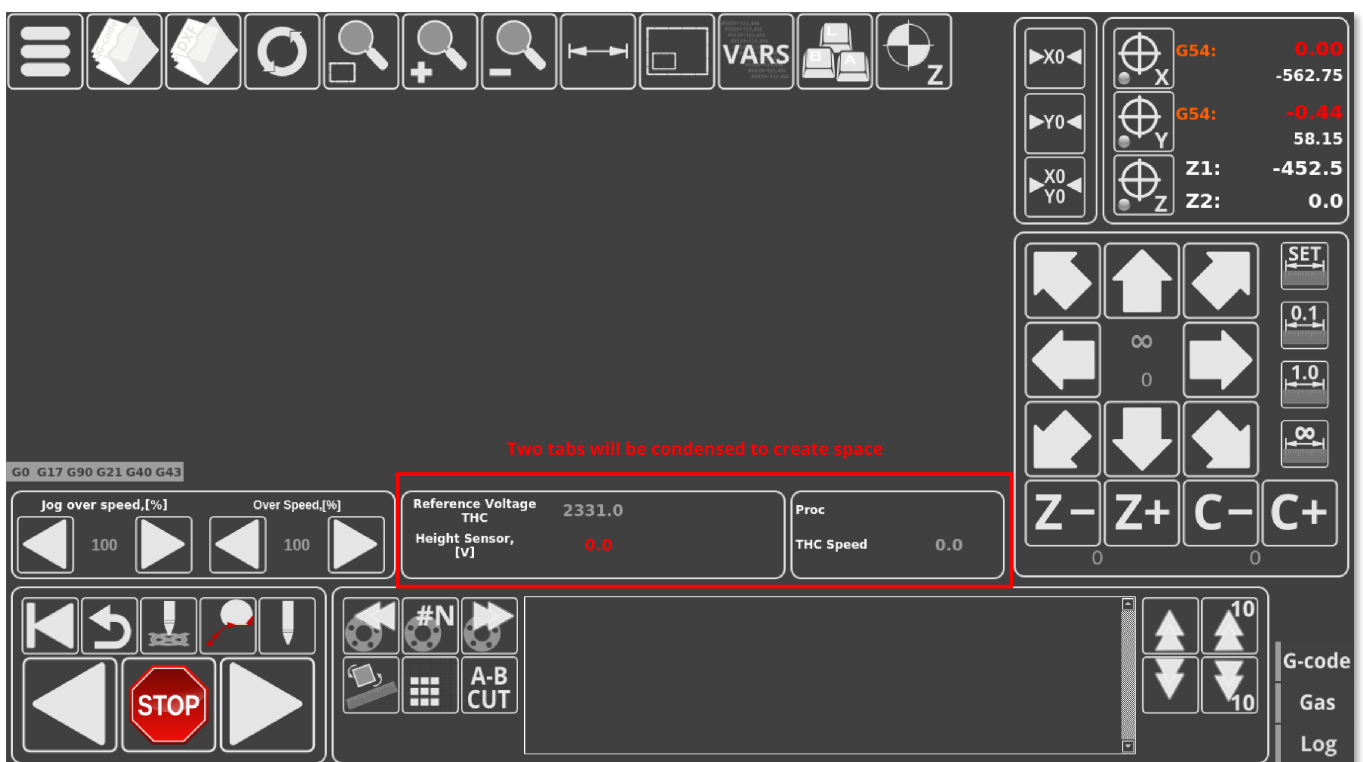 G-code
DXF
VARS
L
B A
Z
▶X0◀
▶Y0◀
X0
Y0
X
G54: 0.00
-562.75
Y
G54: -0.44
58.15
Z
Z1: -452.5
Z2: 0.0
SET
0.1
1.0
∞
∞
0
Z- Z+ C- C+
0 0
Two tabs will be condensed to create space
G0 G17 G90 G21 G40 G43
Jog over speed,[%] Over Speed,[%]
100 100
Reference Voltage
THC
2331.0
Height Sensor,
[V]
0.0
Proc
THC Speed 0.0
STOP
#N
A-B
CUT
10
10
G-code
Gas
Log